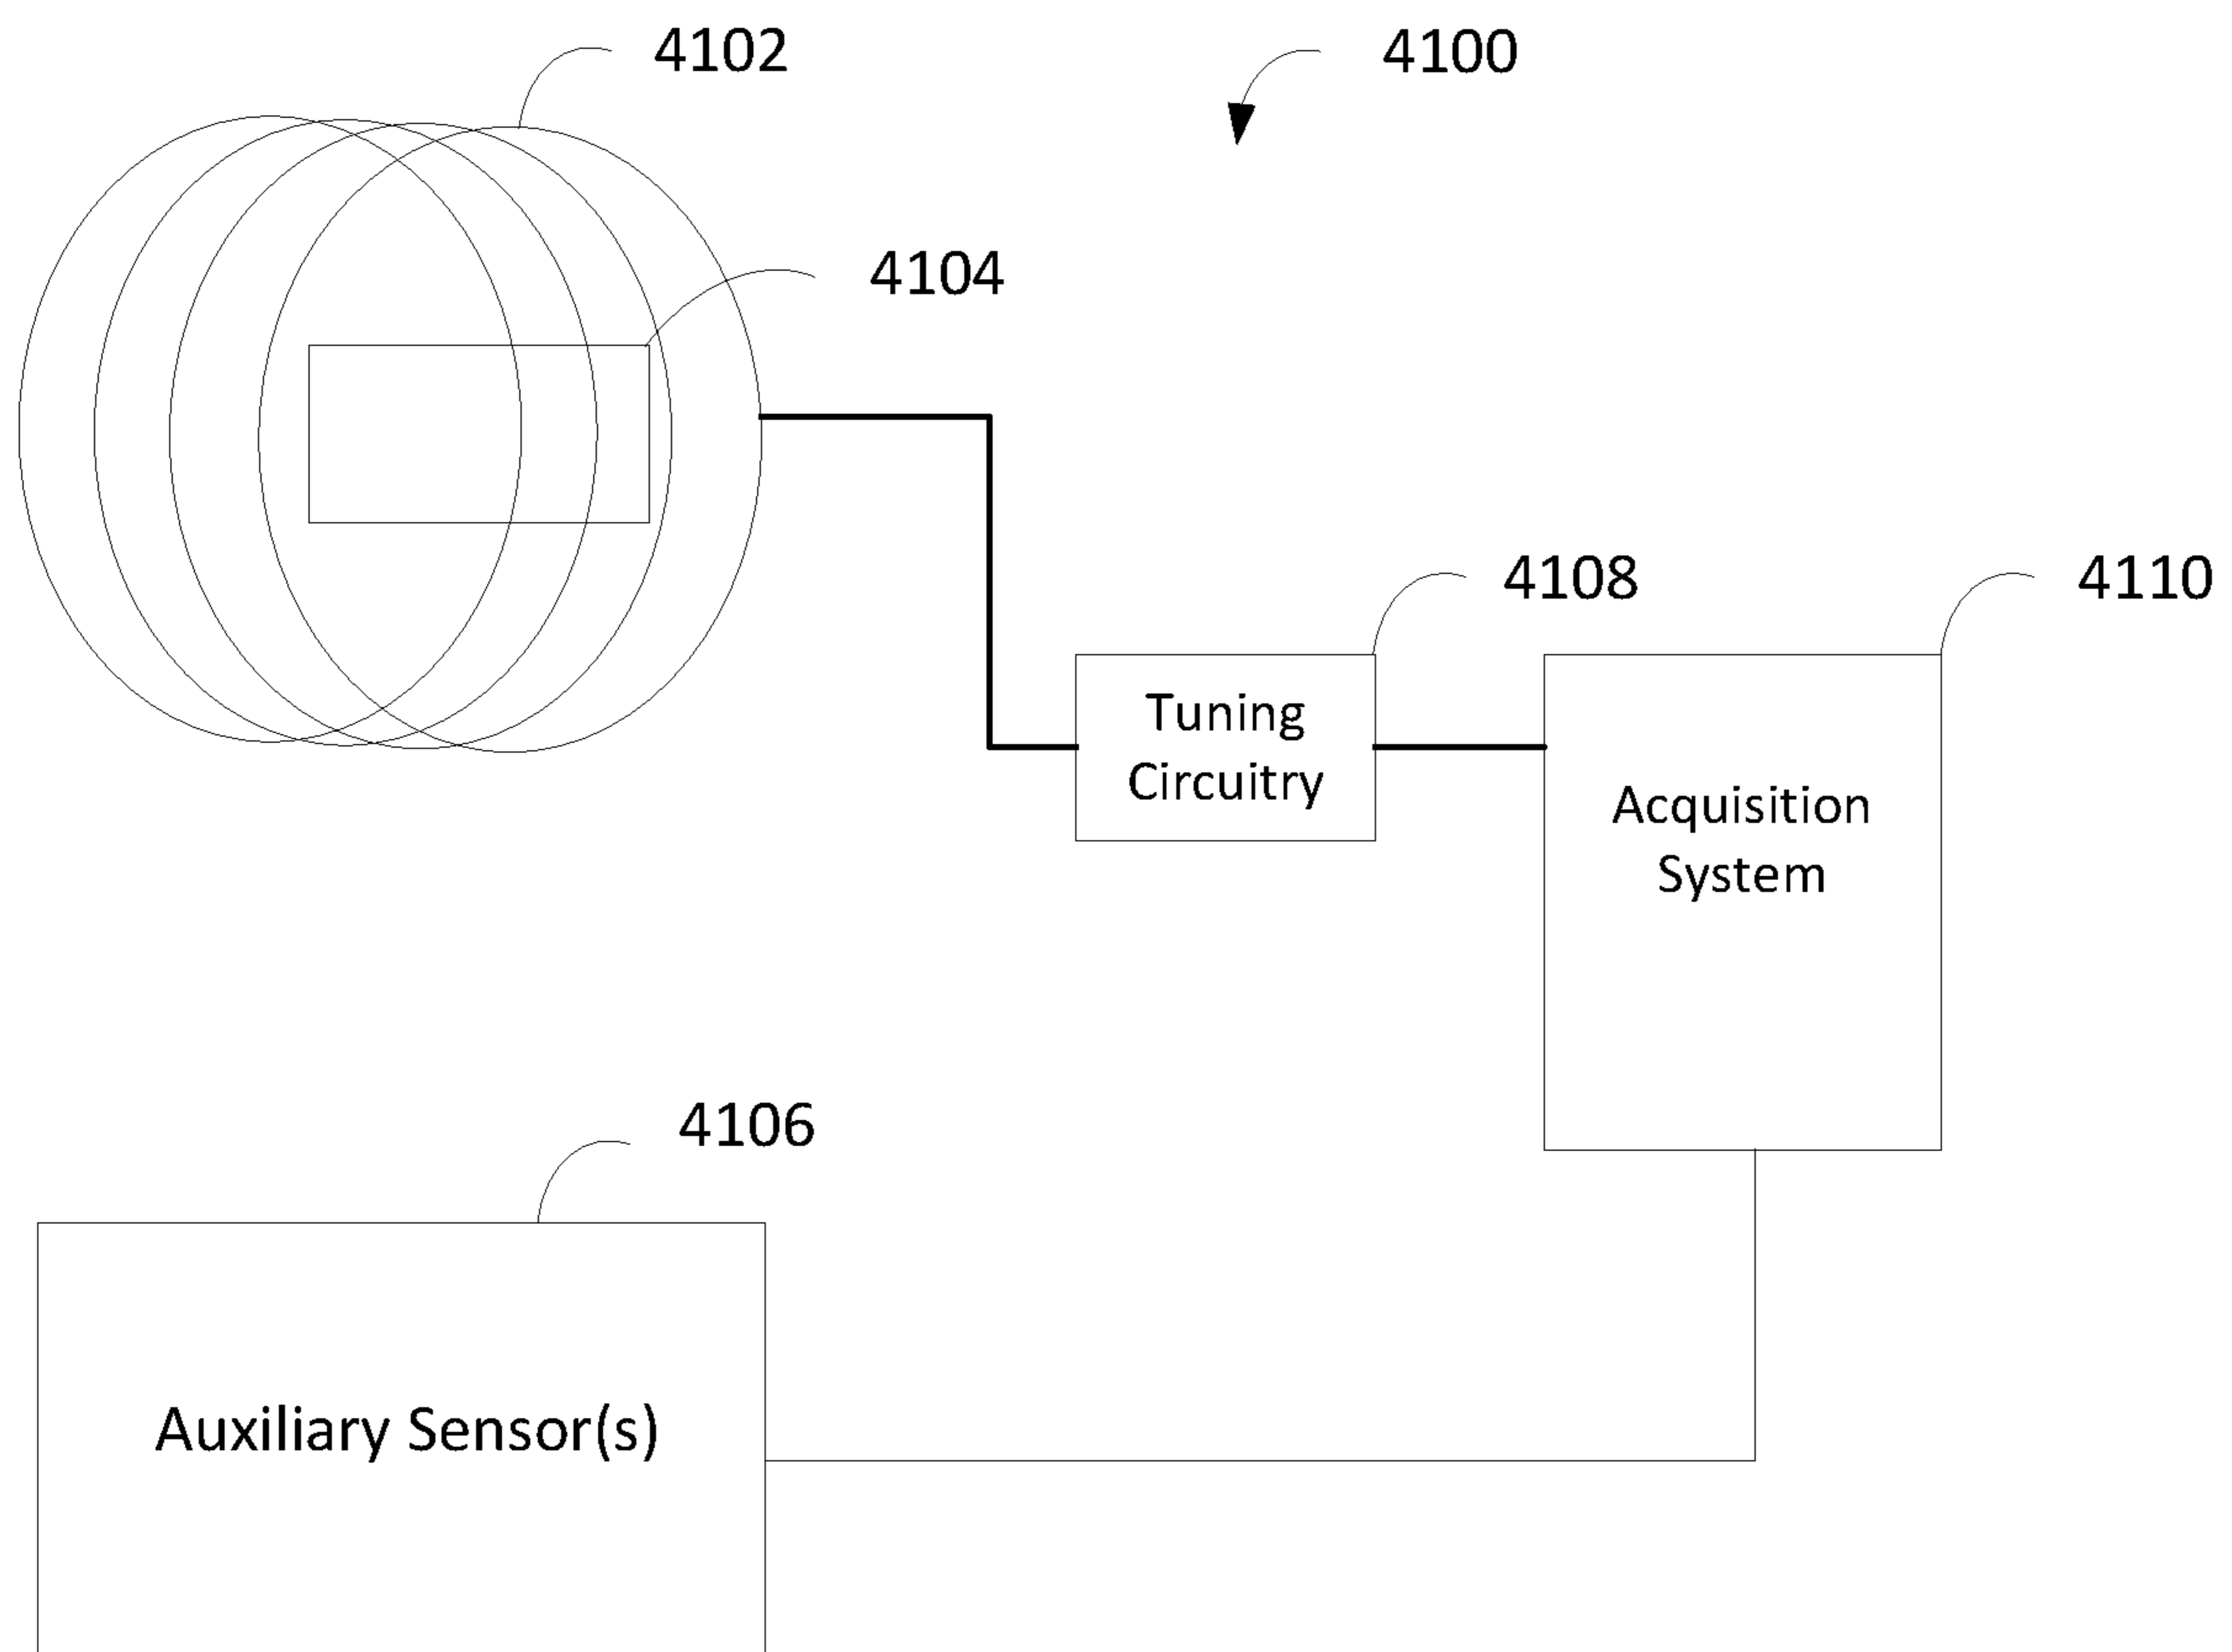 4102
4100
4104
4108
4110
Tuning
Circuitry
Acquisition
System
4106
Auxiliary Sensor(s)